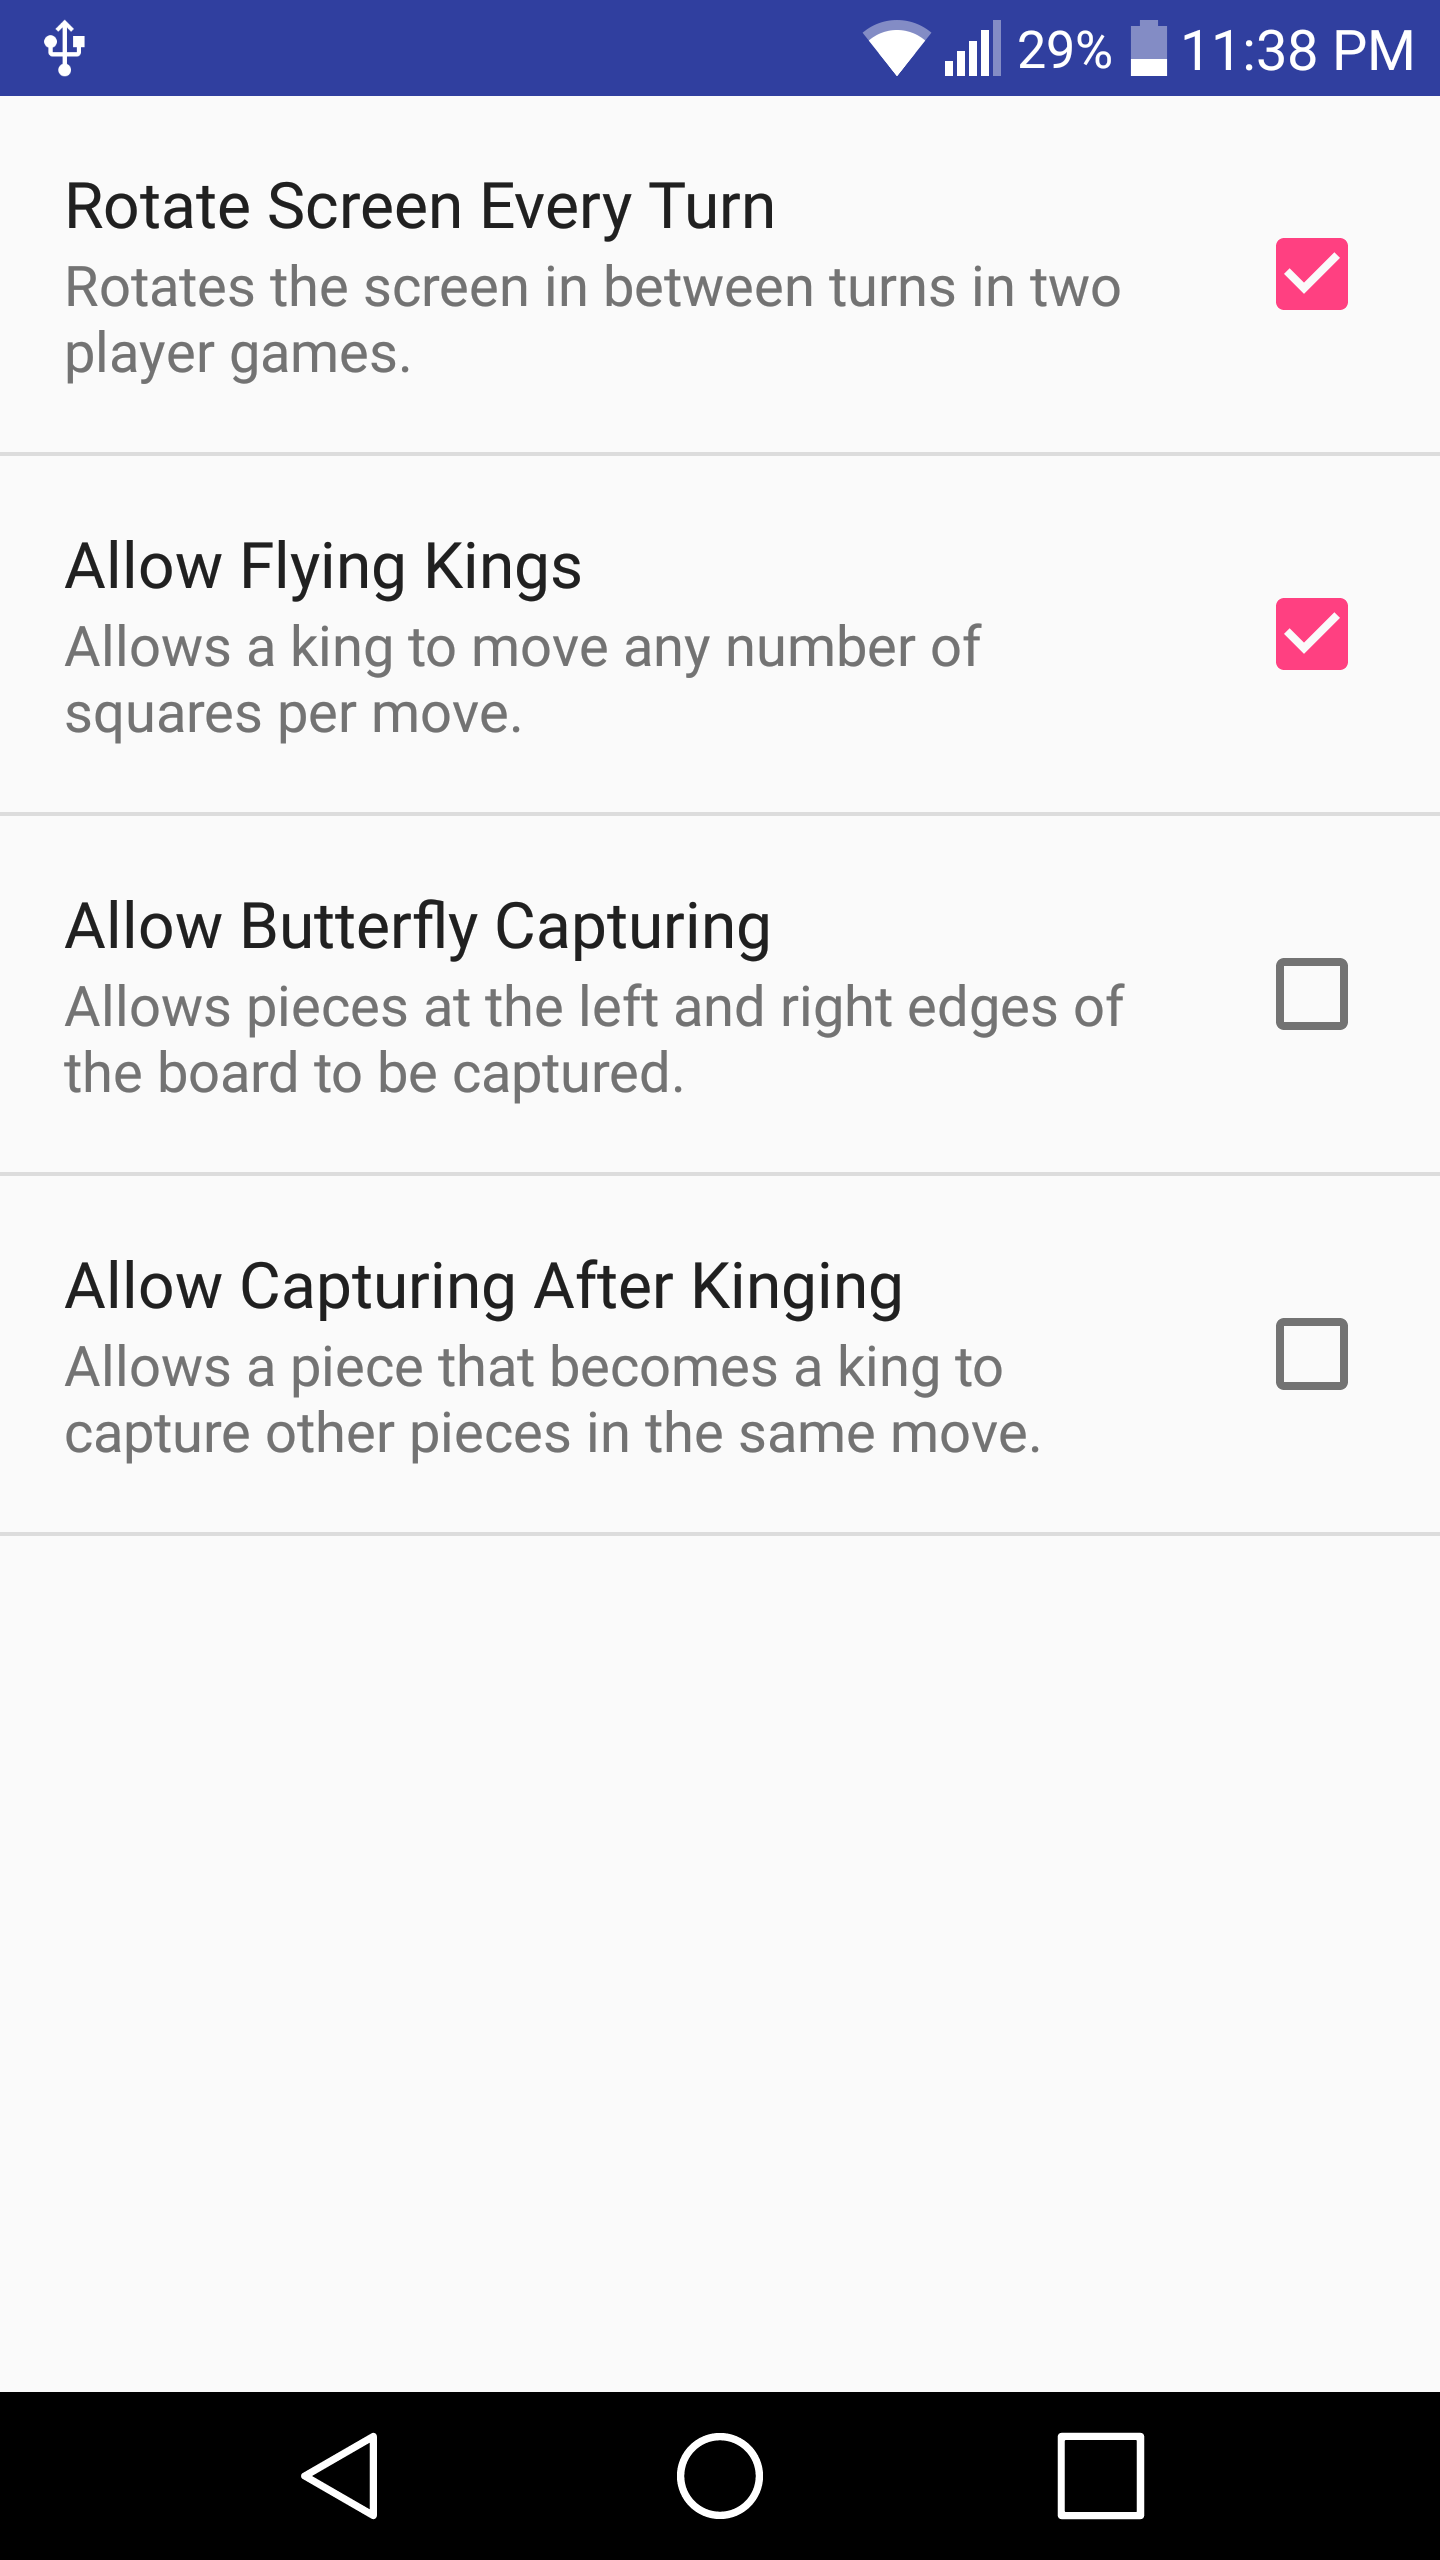 29% 11:38 PM
Rotate Screen Every Turn
Rotates the screen in between turns in two
player games.
Allow Flying Kings
Allows a king to move any number of
squares per move.
Allow Butterfly Capturing
Allows pieces at the left and right edges of
the board to be captured.
Allow Capturing After Kinging
Allows a piece that becomes a king to
capture other pieces in the same move.